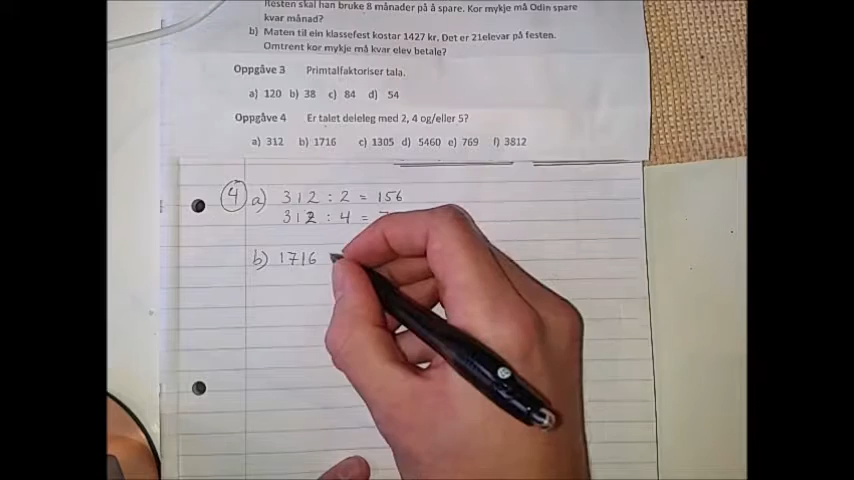 Resten skal han bruke 8 månader på å spare. Kor mykje må Odin spare
kvar månad?
b) Maten til ein klassefest kostar 1427 kr. Det er 21elevar på festen.
Omtrent kor mykje må kvar elev betale?
Oppgåve 3 Primtalfaktoriser tala.
a) 120 b) 38 c) 84 d) 54
Oppgåve 4 Er talet deleleg med 2, 4 og/eller 5?
a) 312 b) 1716 c) 1305 d) 5460 e) 769 f) 3812
4 a) 312 : 2 = 156
312 : 4 = 7
b) 1716